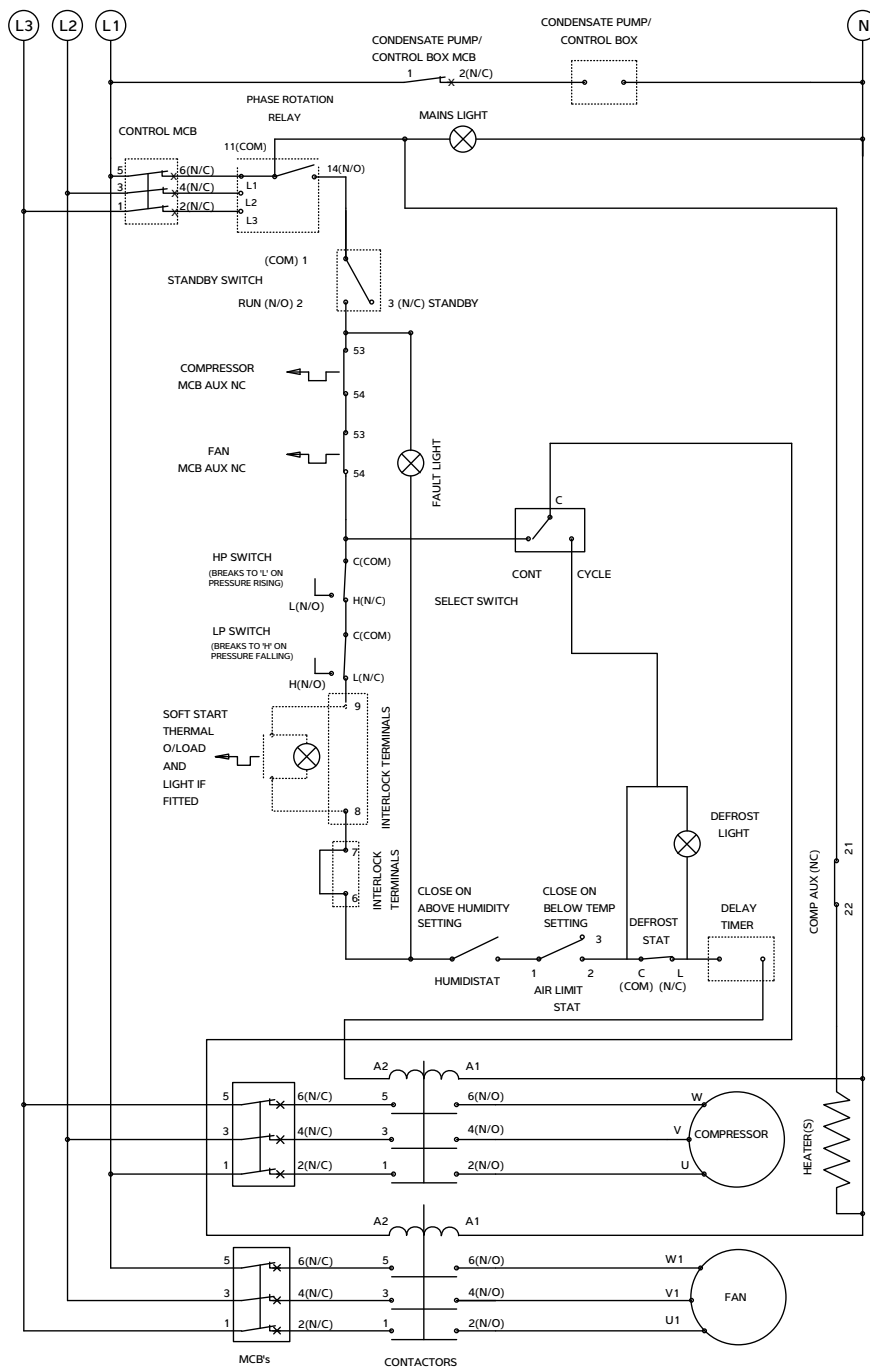 L3 L2 L1 N
CONDENSATE PUMP/
CONTROL BOX MCB
1 2(N/C)
CONDENSATE PUMP/
CONTROL BOX
PHASE ROTATION
RELAY
MAINS LIGHT
CONTROL MCB
11(COM)
14(N/O)
5 6(N/C)
3 4(N/C)
1 2(N/C)
L1
L2
L3
(COM) 1
STANDBY SWITCH
RUN (N/O) 2
3 (N/C) STANDBY
53
COMPRESSOR
MCB AUX NC
54
53
FAN
MCB AUX NC
54
FAULT LIGHT
C
CONT CYCLE
SELECT SWITCH
HP SWITCH
(BREAKS TO 'L' ON
PRESSURE RISING)
C(COM)
L(N/O)
H(N/C)
LP SWITCH
(BREAKS TO 'H' ON
PRESSURE FALLING)
C(COM)
H(N/O)
L(N/C)
SOFT START
THERMAL
O/LOAD
AND
LIGHT IF
FITTED
9
8
INTERLOCK TERMINALS
7
6
INTERLOCK
TERMINALS
CLOSE ON
ABOVE HUMIDITY
SETTING
HUMIDISTAT
CLOSE ON
BELOW TEMP
SETTING
3
1 2
AIR LIMIT
STAT
DEFROST
LIGHT
DEFROST
STAT
C L
(COM) (N/C)
DELAY
TIMER
COMP AUX (NC)
21
22
A2 A1
5 6(N/C) 5 6(N/O) W
3 4(N/C) 3 4(N/O) V
1 2(N/C) 1 2(N/O) U
COMPRESSOR
HEATER(S)
A2 A1
5 6(N/C) 5 6(N/O) W1
3 4(N/C) 3 4(N/O) V1
1 2(N/C) 1 2(N/O) U1
FAN
MCB's
CONTACTORS